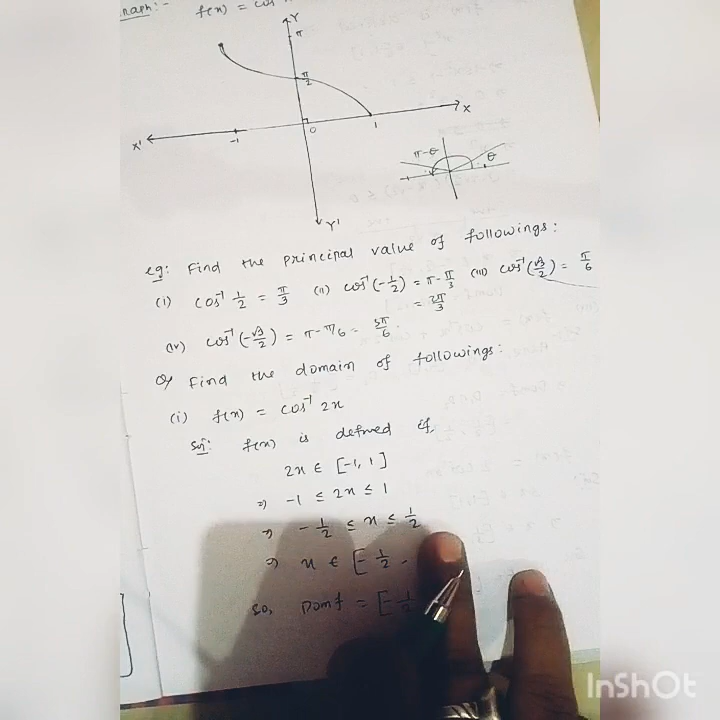 Graph:- f(x) = cos
Y
π
π/2
X' -1 0 1 X
Y'
π-θ θ
eg: Find the principal value of followings:
(i) cos⁻¹ 1/2 = π/3 (ii) cos⁻¹(-1/2) = π - π/3 (iii) cos⁻¹(√3/2) = π/6
= 2π/3
(iv) cos⁻¹(-√3/2) = π - π/6 = 5π/6.
Q Find the domain of followings:
(i) f(x) = cos⁻¹ 2x
Sol: f(x) is defined if,
2x ∈ [-1, 1]
⇒ -1 ≤ 2x ≤ 1
⇒ -1/2 ≤ x ≤ 1/2
⇒ x ∈ [-1/2,
So, Domf = [-1/2
InShOt